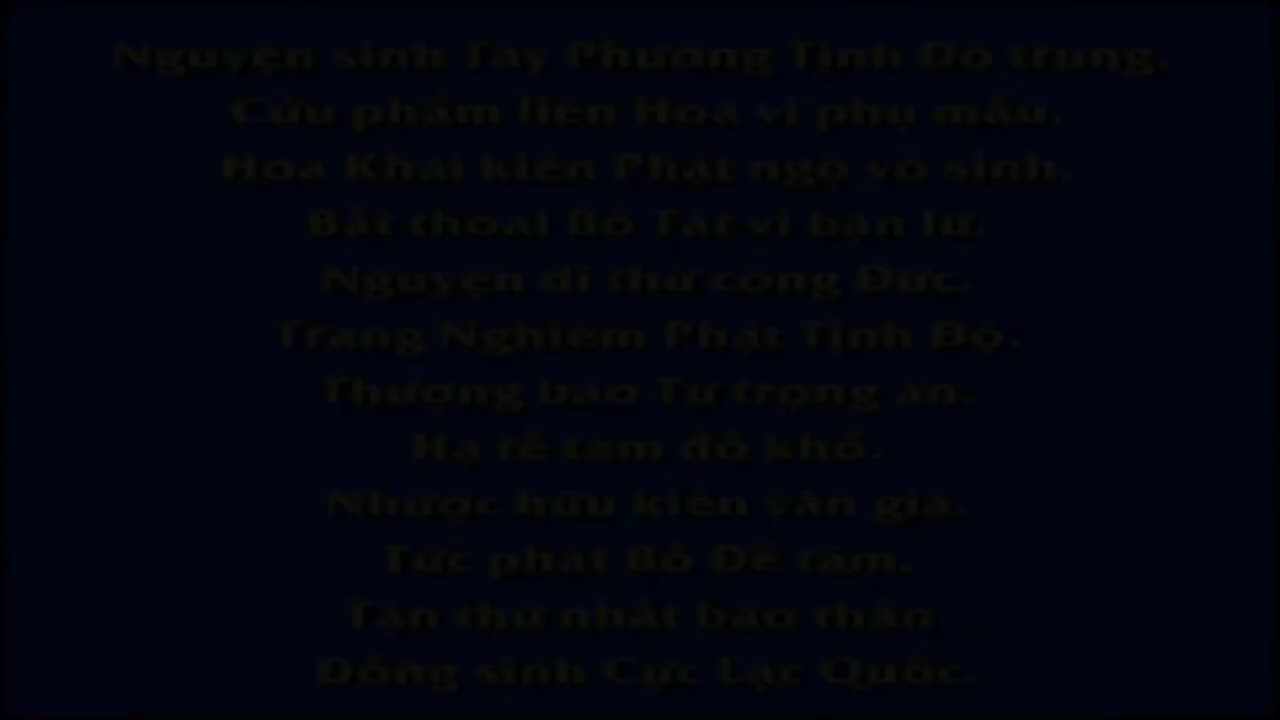 Nguyện sinh Tây Phương Tịnh Độ trung,
Cửu phẩm liên Hoa vi phụ mẫu.
Hoa Khai kiến Phật ngộ vô sinh.
Bất thoái Bồ Tát vi bạn lữ.
Nguyện dĩ thử công Đức.
Trang Nghiêm Phật Tịnh Độ.
Thượng báo Tứ trọng ân.
Hạ tế tam đồ khổ.
Nhược hữu kiến văn giả.
Tức phát Bồ Đề tâm.
Tận thử nhất báo thân
Đồng sinh Cực Lạc Quốc.